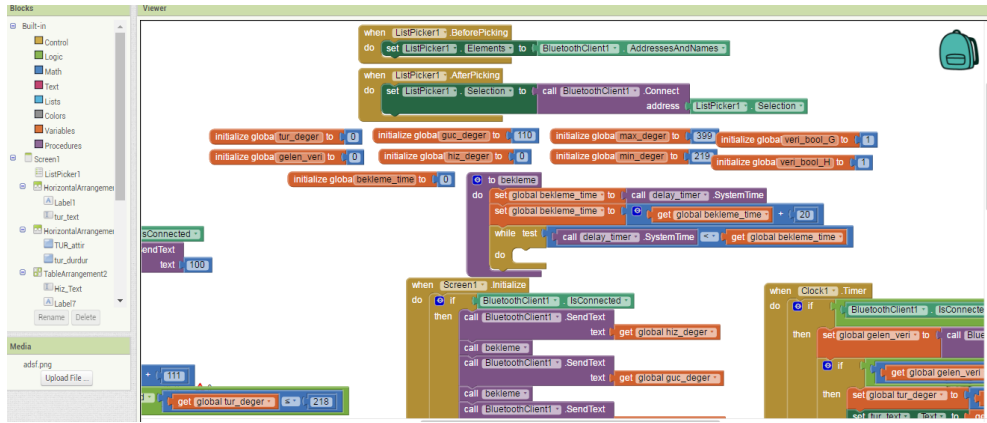 Blocks
Viewer
Built-in
Control
Logic
Math
Text
Lists
Colors
Variables
Procedures
Screen1
ListPicker1
HorizontalArrangemen
Label1
tur_text
HorizontalArrangemen
TUR_attir
tur_durdur
TableArrangement2
Hiz_Text
Label7
Rename Delete
Media
adsf.png
Upload File ...
when ListPicker1 .BeforePicking
do set ListPicker1 . Elements to BluetoothClient1 . AddressesAndNames
when ListPicker1 .AfterPicking
do set ListPicker1 . Selection to call BluetoothClient1 .Connect
address ListPicker1 . Selection
initialize global tur_deger to 0
initialize global guc_deger to 110
initialize global max_deger to 399
initialize global veri_bool_G to 1
initialize global gelen_veri to 0
initialize global hiz_deger to 0
initialize global min_deger to 219
initialize global veri_bool_H to 1
initialize global bekleme_time to 0
to bekleme
do set global bekleme_time to call delay_timer .SystemTime
set global bekleme_time to get global bekleme_time + 20
while test call delay_timer .SystemTime < get global bekleme_time
do
IsConnected
endText
text 100
when Screen1 .Initialize
do if BluetoothClient1 . IsConnected
then call BluetoothClient1 .SendText
text get global hiz_deger
call bekleme
call BluetoothClient1 .SendText
text get global guc_deger
call bekleme
call BluetoothClient1 .SendText
when Clock1 .Timer
do if BluetoothClient1 . IsConnecte
then set global gelen_veri to call Blue
if get global gelen_veri
then set global tur_deger to
set tur_text . Text to ge
+ 111
d get global tur_deger ≤ 218